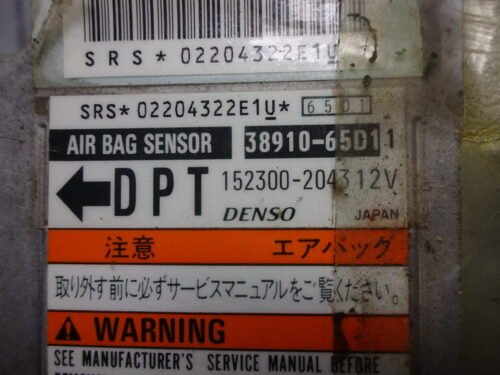 SRS*02204322E1U
SRS*02204322E1U* 65D1
AIR BAG SENSOR 38910-65D11
DPT 152300-2043 12V
DENSO JAPAN
注意 エアバッグ
取り外す前に必ずサービスマニュアルをご覧ください。
WARNING
SEE MANUFACTURER'S SERVICE MANUAL BEFORE